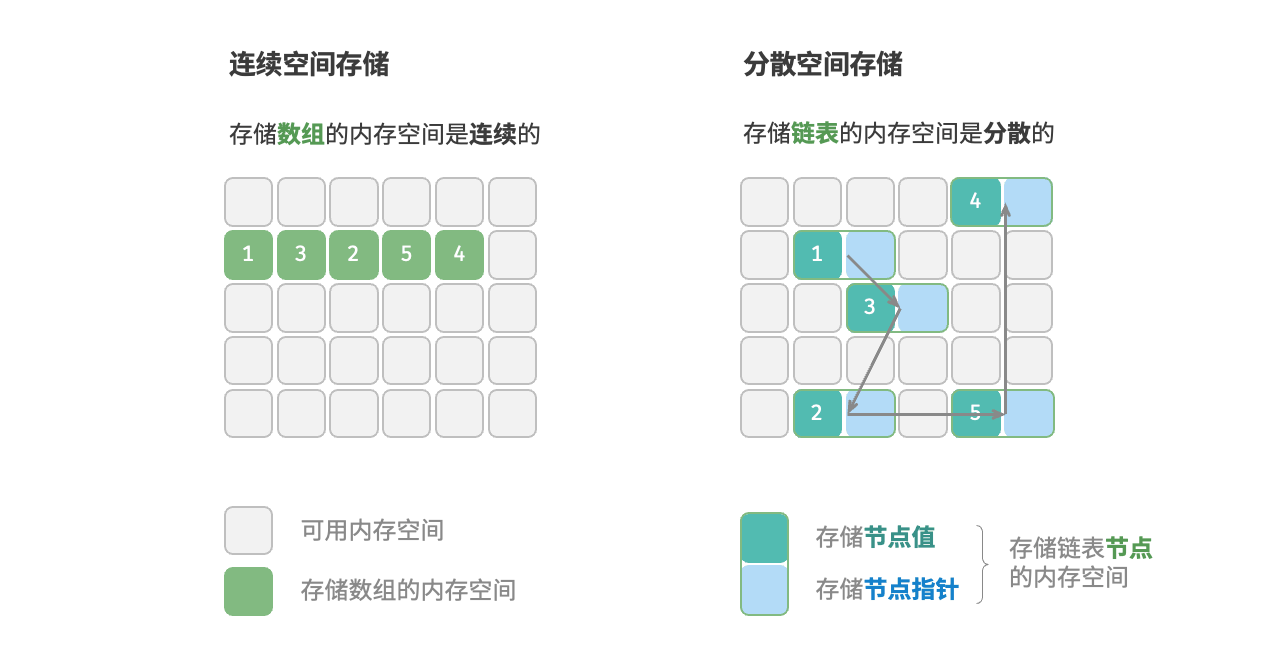 连续空间存储
存储数组的内存空间是连续的
1 3 2 5 4
可用内存空间
存储数组的内存空间
分散空间存储
存储链表的内存空间是分散的
4
1
3
2 5
存储节点值
存储节点指针
存储链表节点
的内存空间